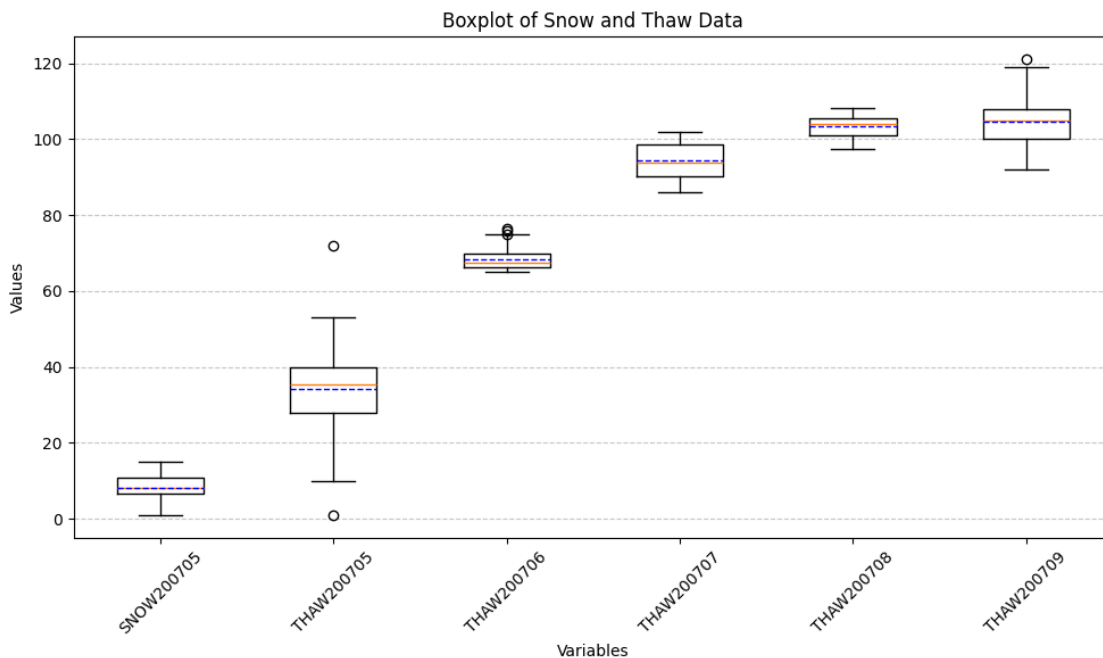 Boxplot of Snow and Thaw Data
120
100
80
60
40
20
0
Values
SNOW200705
THAW200705
THAW200706
THAW200707
THAW200708
THAW200709
Variables